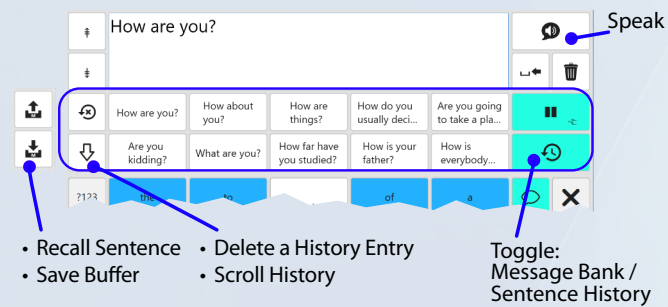 How are you?
Speak
How are you?
How about
you?
How are
things?
How do you
usually deci...
Are you going
to take a pla...
Are you
kidding?
What are you?
How far have
you studied?
How is your
father?
How is
everybody...
?123
the
to
of
a
• Recall Sentence
• Save Buffer
• Delete a History Entry
• Scroll History
Toggle:
Message Bank /
Sentence History